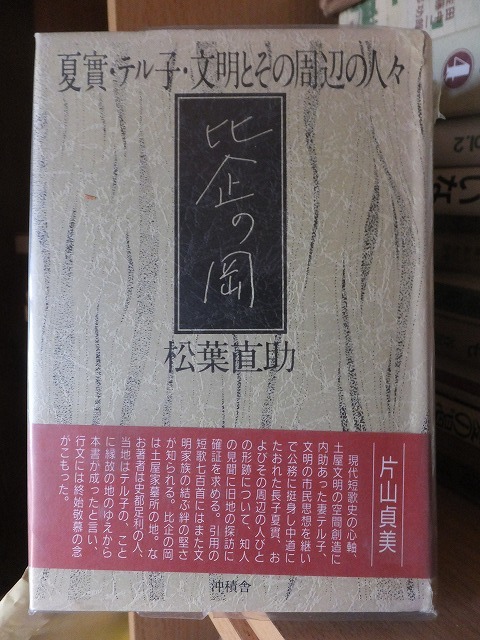 夏實・テル子・文明とその周辺の人々
比企の岡
松葉直助
片山貞美
現代短歌史の心軸、
土屋文明の空間創造に
内助あった妻テル子、
文明の市民思想を継い
で公務に挺身し中道に
たおれた長子夏實、お
よびその周辺の人びと
の形跡について、知人
の見聞に旧地の探訪に
確証を求める。引用の
短歌七百首にはまた文
明家族の結ぶ絆の堅さ
が知られる。比企の岡
は土屋家墓所の地。な
お著者は史都足利の人、
当地はテル子の、こと
に縁故の地のゆえから
本書が成ったと言い、
行文には終始敬慕の念
がこもった。
沖積舎
vol.2